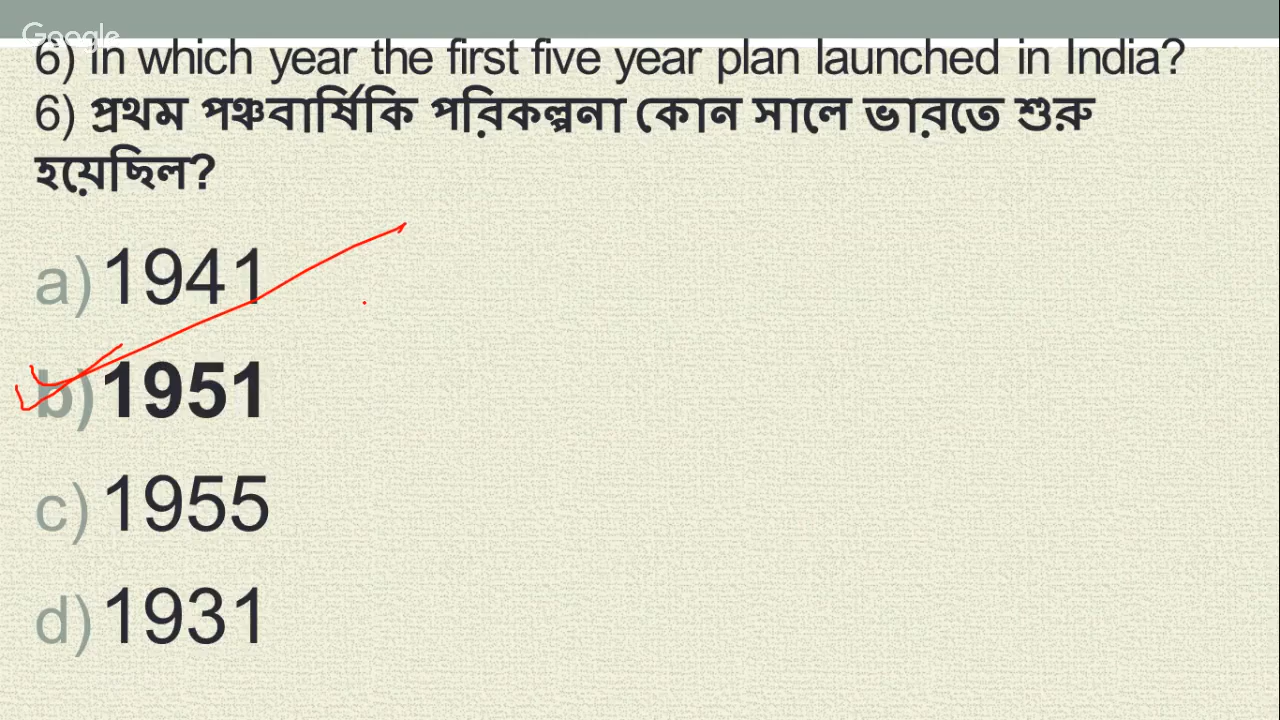 Google
6) In which year the first five year plan launched in India?
6) প্রথম পঞ্চবার্ষিকি পরিকল্পনা কোন সালে ভারতে শুরু
হয়েছিল?
a) 1941
b) 1951
c) 1955
d) 1931